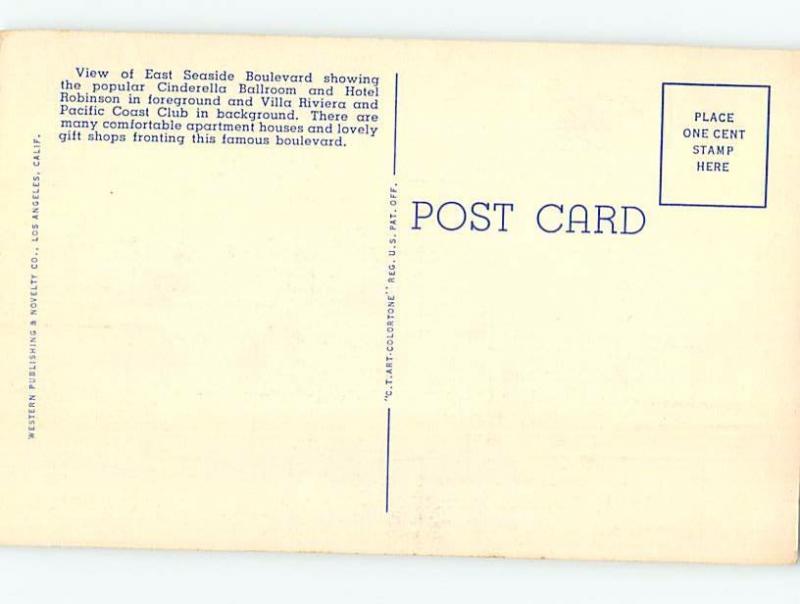 View of East Seaside Boulevard showing
the popular Cinderella Ballroom and Hotel
Robinson in foreground and Villa Riviera and
Pacific Coast Club in background. There are
many comfortable apartment houses and lovely
gift shops fronting this famous boulevard.
WESTERN PUBLISHING & NOVELTY CO., LOS ANGELES, CALIF.
"C.T.ART-COLORTONE" REG. U.S. PAT. OFF.
POST CARD
PLACE
ONE CENT
STAMP
HERE